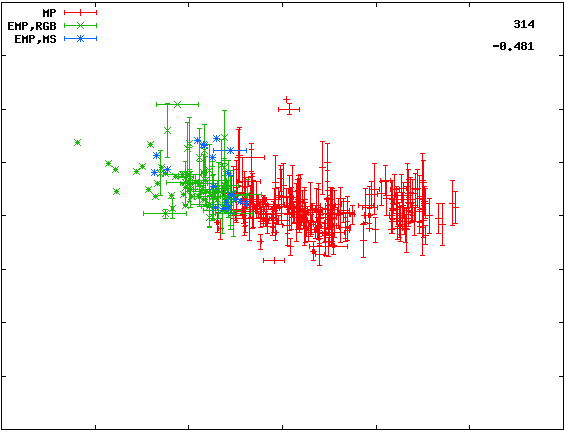 MP
EMP,RGB
EMP,MS
314
-0.481